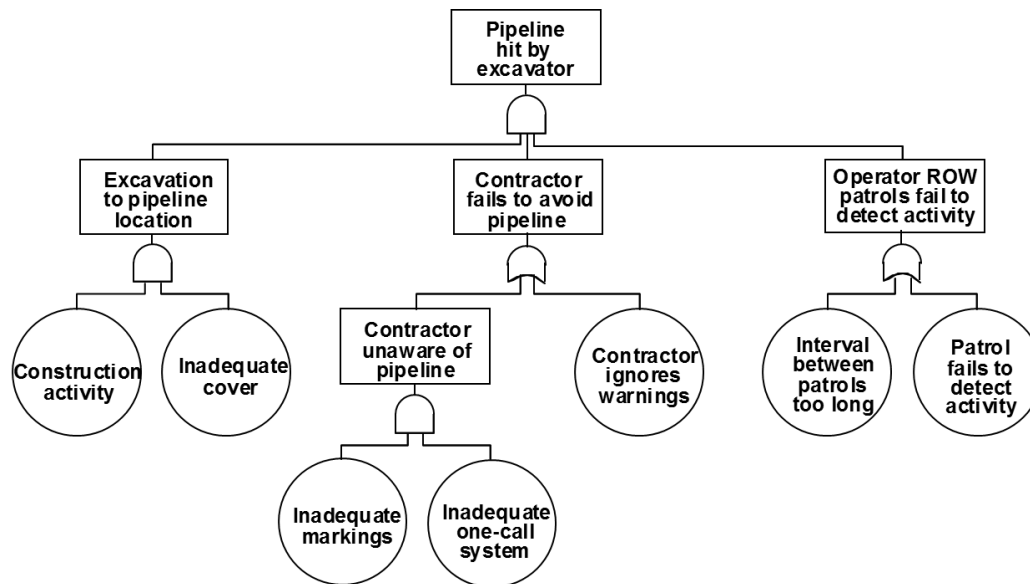 Pipeline
hit by
excavator
Excavation
to pipeline
location
Contractor
fails to avoid
pipeline
Operator ROW
patrols fail to
detect activity
Construction
activity
Inadequate
cover
Contractor
unaware of
pipeline
Contractor
ignores
warnings
Interval
between
patrols
too long
Patrol
fails to
detect
activity
Inadequate
markings
Inadequate
one-call
system